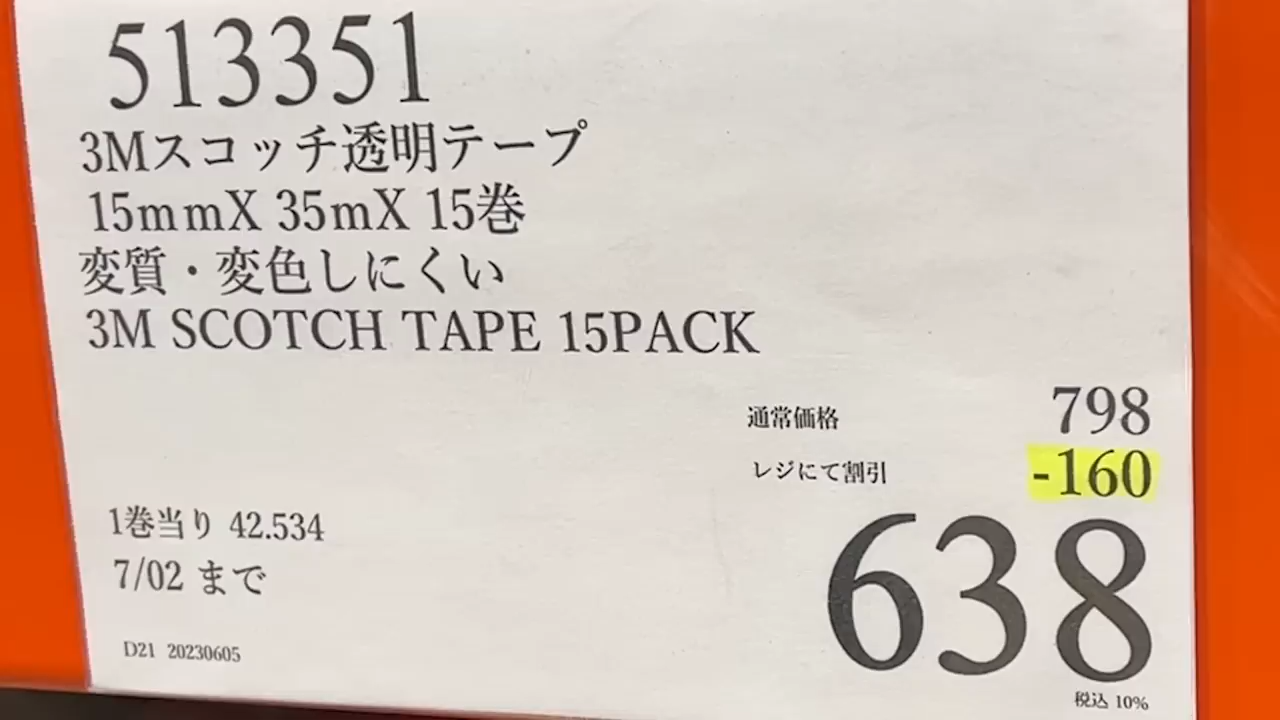 513351
3Mスコッチ透明テープ
15mmX 35mX 15巻
変質・変色しにくい
3M SCOTCH TAPE 15PACK
通常価格 798
レジにて割引 -160
638
税込 10%
1巻当り 42.534
7/02 まで
D21 20230605